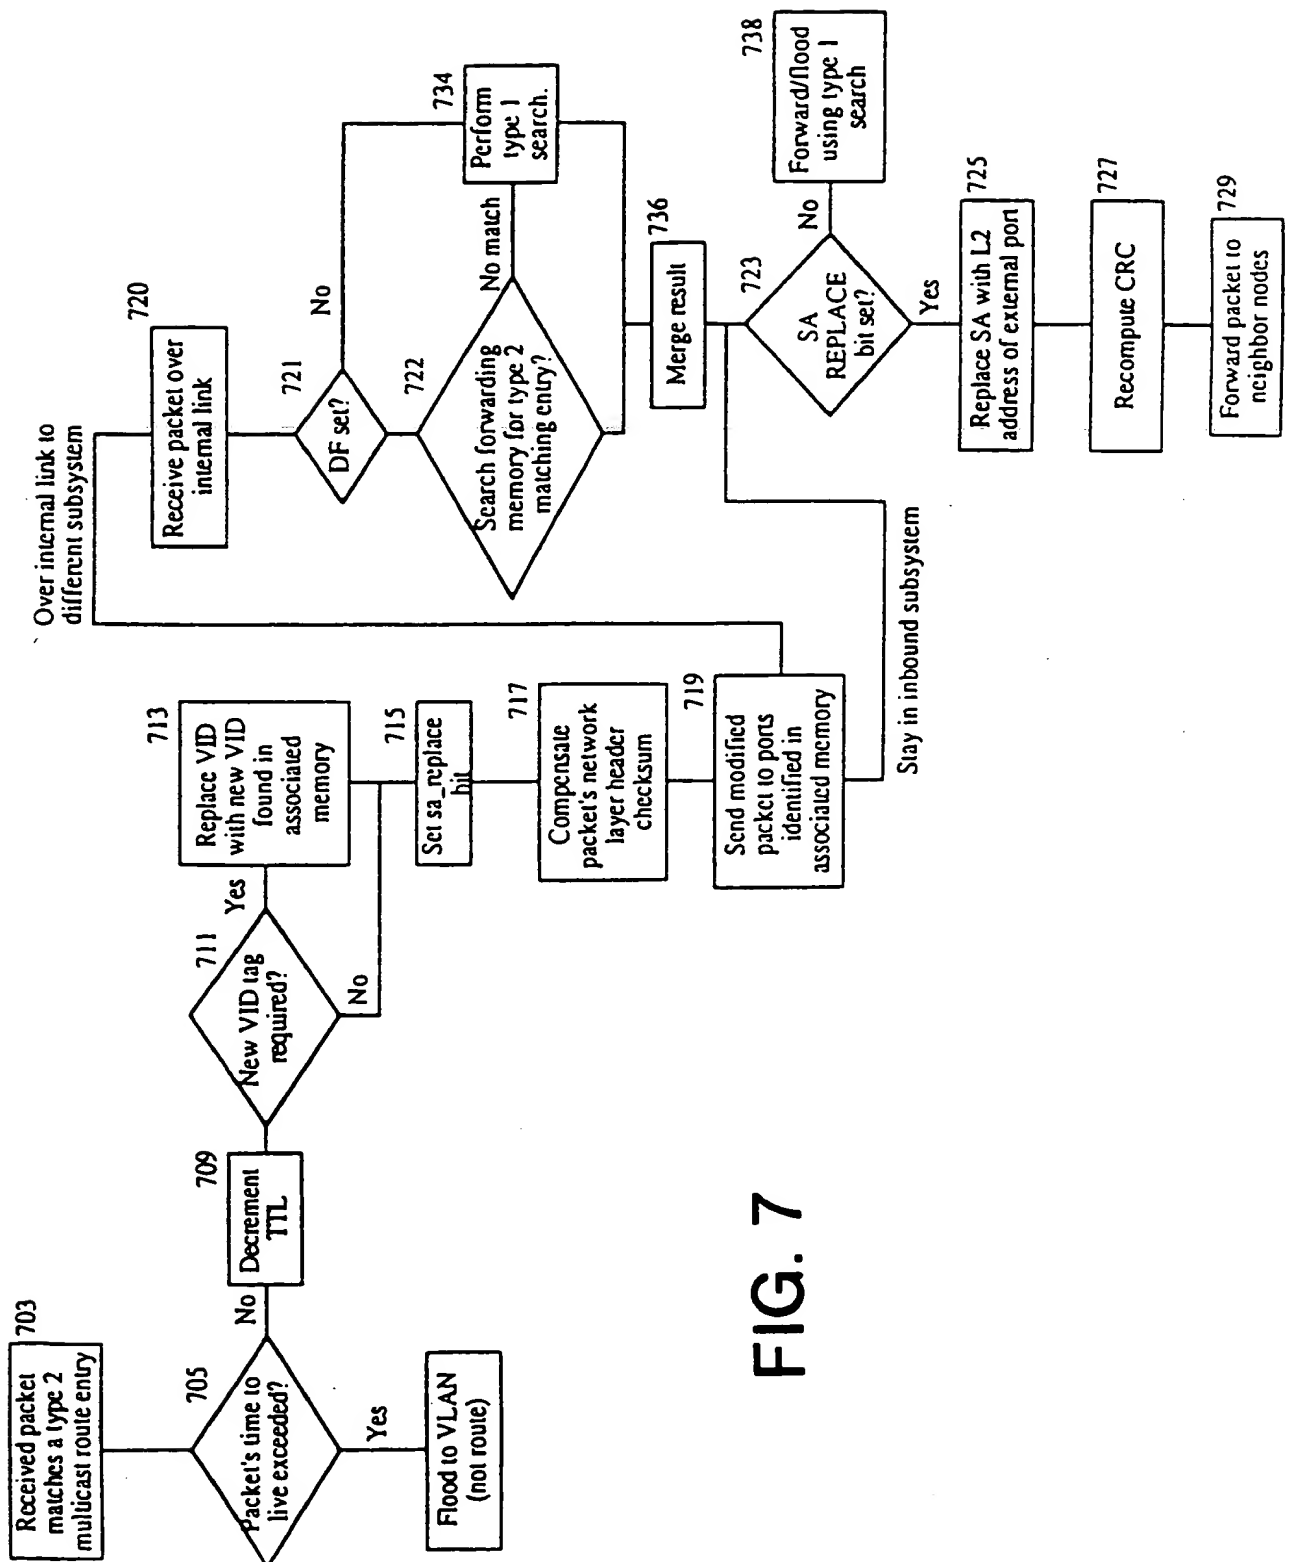 703
Received packet
matches a type 2
multicast route entry
705
Packet's time to
live exceeded?
Yes
Flood to VLAN
(not route)
No
709
Decrement
TTL
711
New VID tag
required?
Yes
No
713
Replace VID
with new VID
found in
associated
memory
715
Set sa_replace
bit
717
Compensate
packet's network
layer header
checksum
719
Send modified
packet to ports
identified in
associated memory
Over internal link to
different subsystem
Stay in inbound subsystem
720
Receive packet over
internal link
721
DF set?
No
722
Search forwarding
memory for type 2
matching entry?
No match
734
Perform
type 1
search.
736
Merge result
723
SA
REPLACE
bit set?
No
738
Forward/flood
using type 1
search
Yes
725
Replace SA with L2
address of external port
727
Recompute CRC
729
Forward packet to
neighbor nodes
FIG. 7